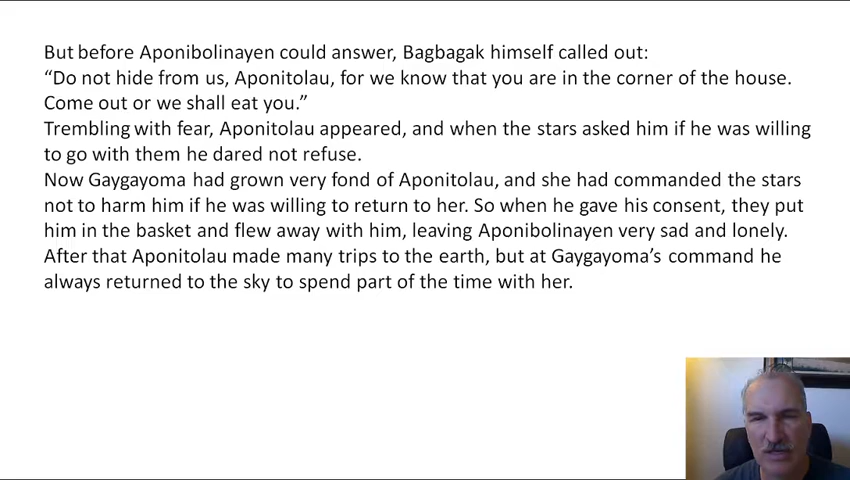 But before Aponibolinayen could answer, Bagbagak himself called out:
“Do not hide from us, Aponitolau, for we know that you are in the corner of the house.
Come out or we shall eat you.”
Trembling with fear, Aponitolau appeared, and when the stars asked him if he was willing
to go with them he dared not refuse.
Now Gaygayoma had grown very fond of Aponitolau, and she had commanded the stars
not to harm him if he was willing to return to her. So when he gave his consent, they put
him in the basket and flew away with him, leaving Aponibolinayen very sad and lonely.
After that Aponitolau made many trips to the earth, but at Gaygayoma’s command he
always returned to the sky to spend part of the time with her.